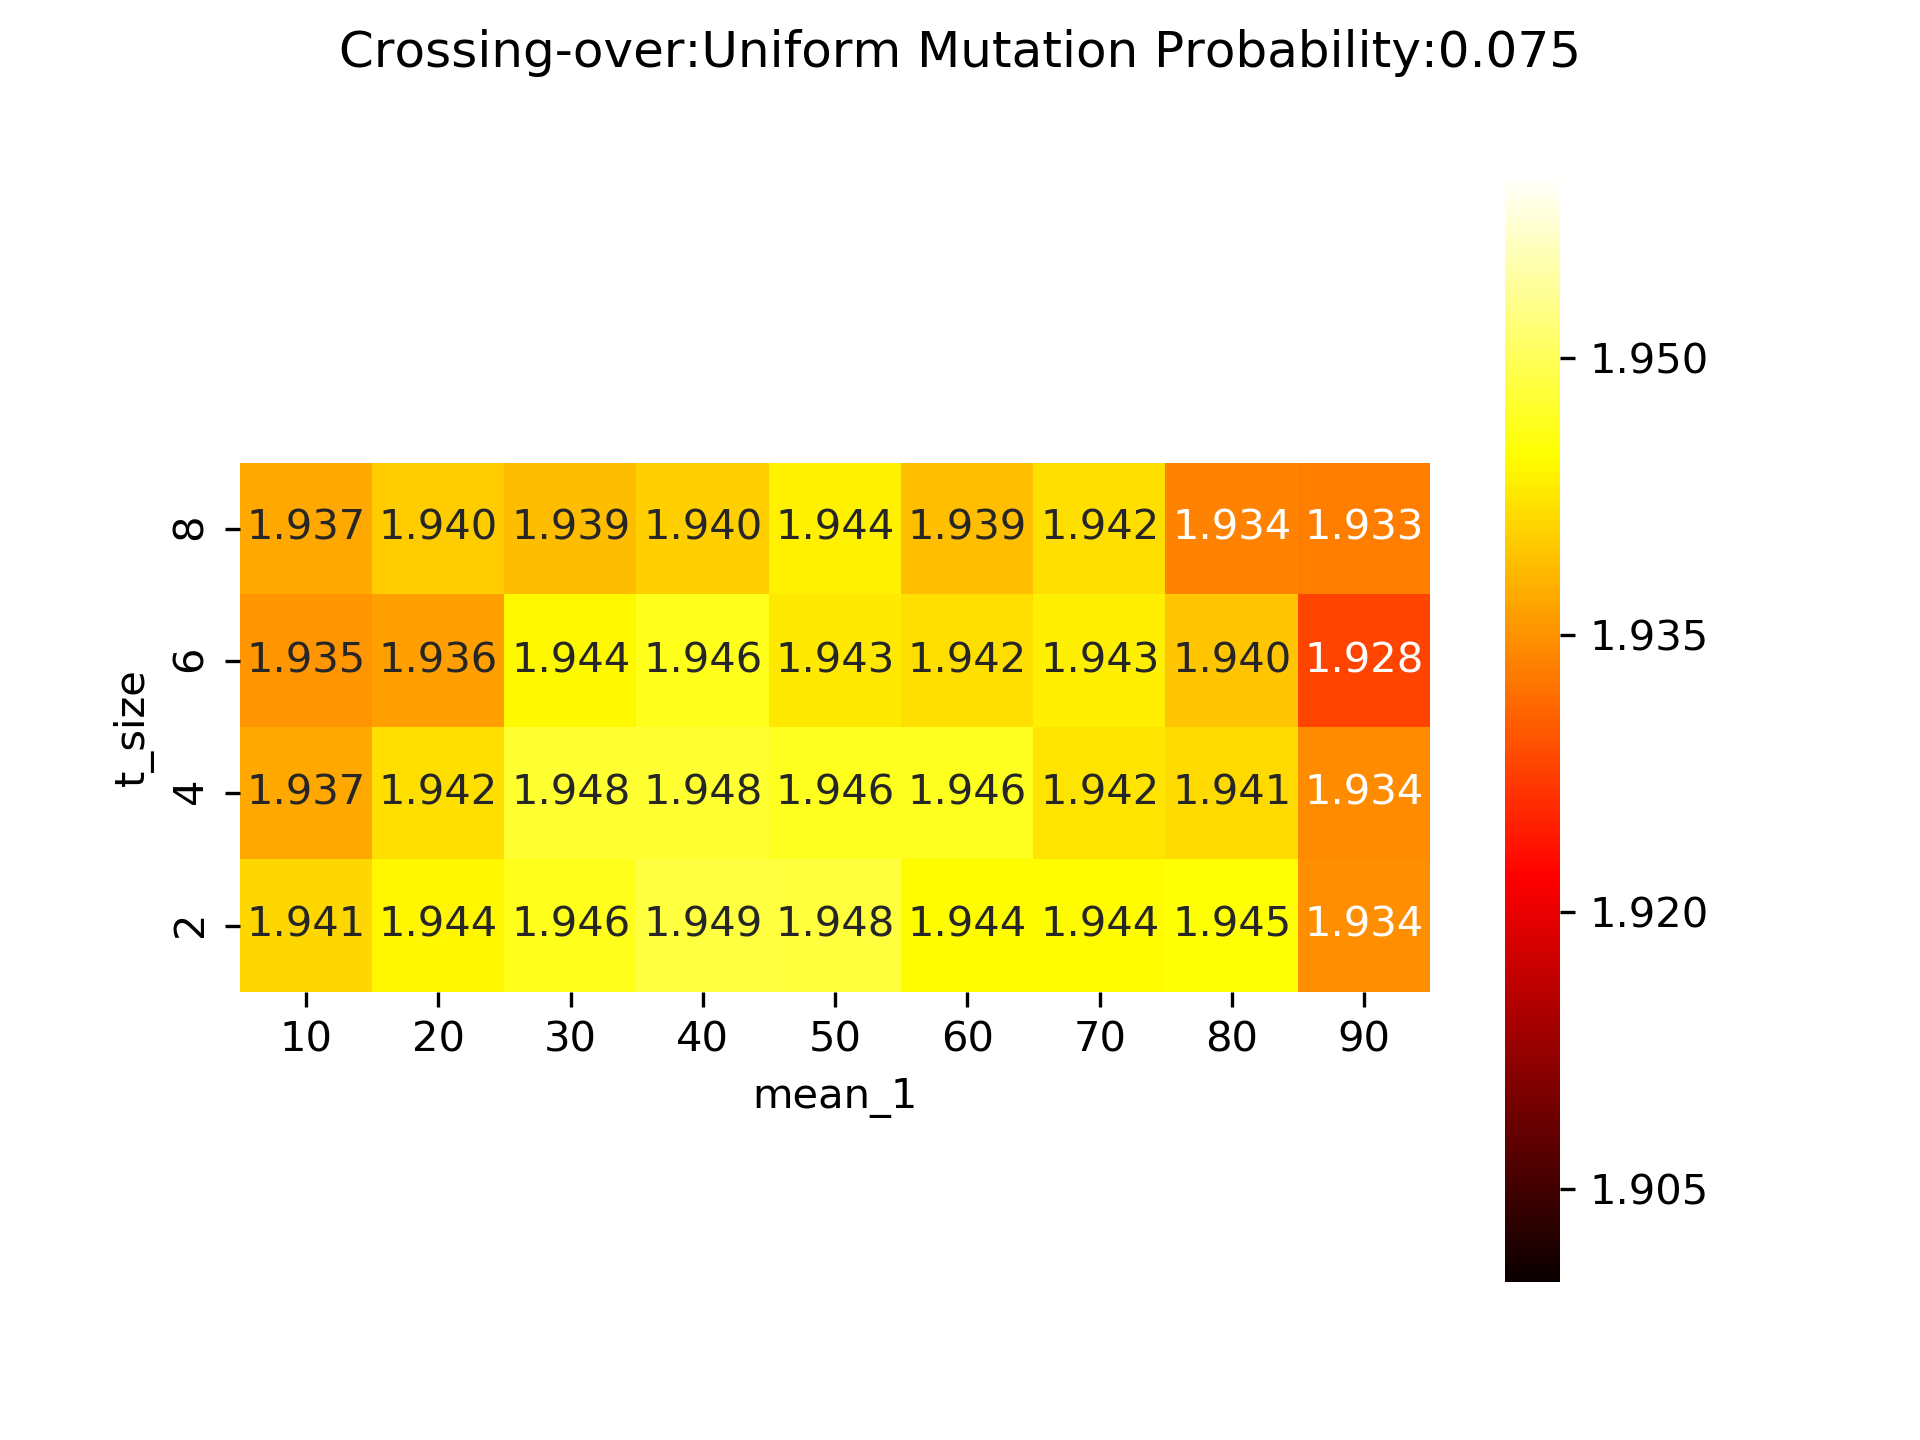 Crossing-over:Uniform Mutation Probability:0.075
1.950
1.935
1.920
1.905
t_size
8 1.937 1.940 1.939 1.940 1.944 1.939 1.942 1.934 1.933
6 1.935 1.936 1.944 1.946 1.943 1.942 1.943 1.940 1.928
4 1.937 1.942 1.948 1.948 1.946 1.946 1.942 1.941 1.934
2 1.941 1.944 1.946 1.949 1.948 1.944 1.944 1.945 1.934
10 20 30 40 50 60 70 80 90
mean_1